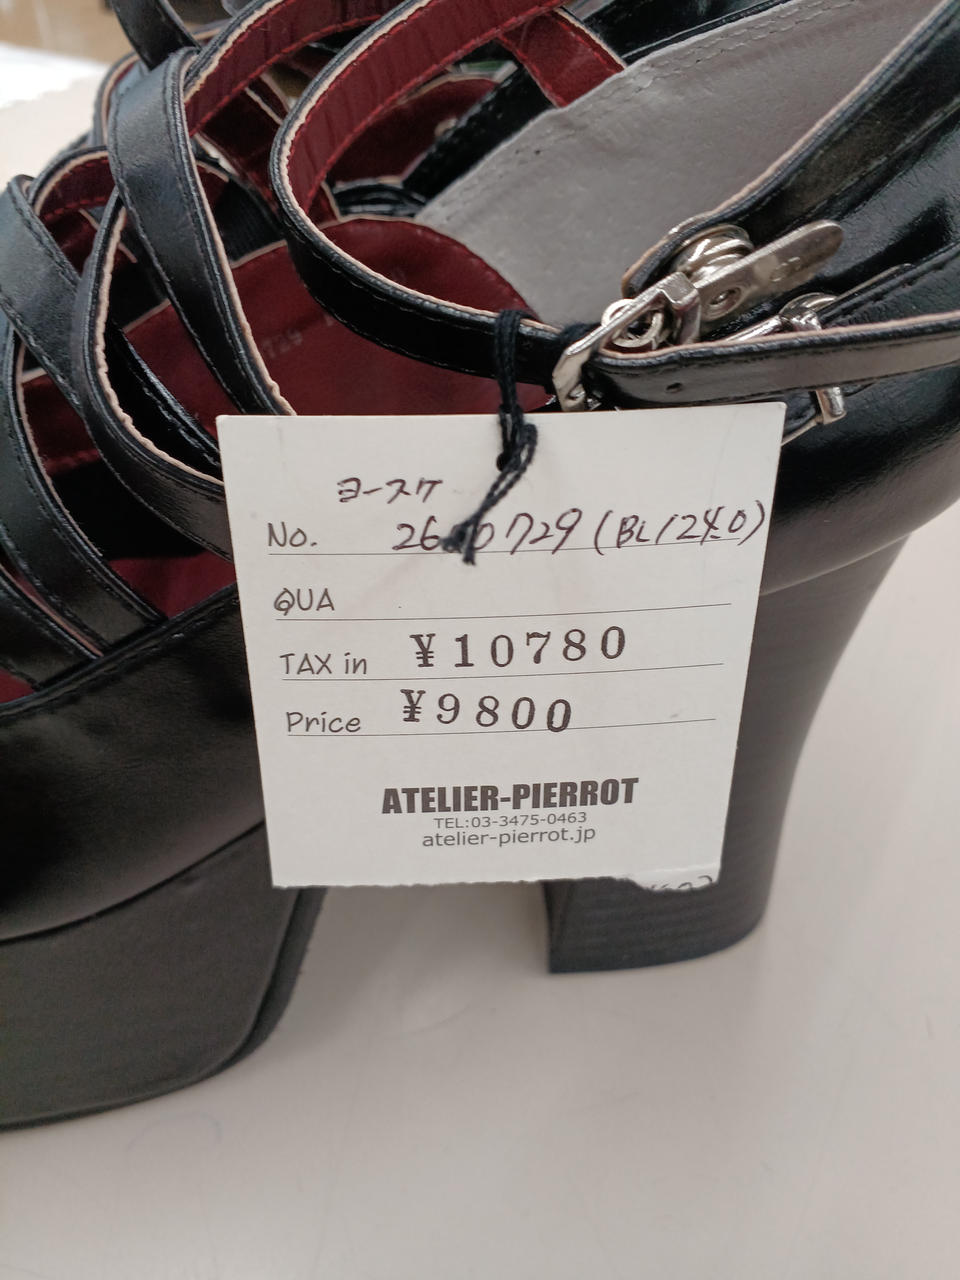 ヨースケ
No. 2600729 (BL/24.0)
QUA
TAX in ¥10780
Price ¥9800
ATELIER-PIERROT
TEL:03-3475-0463
atelier-pierrot.jp